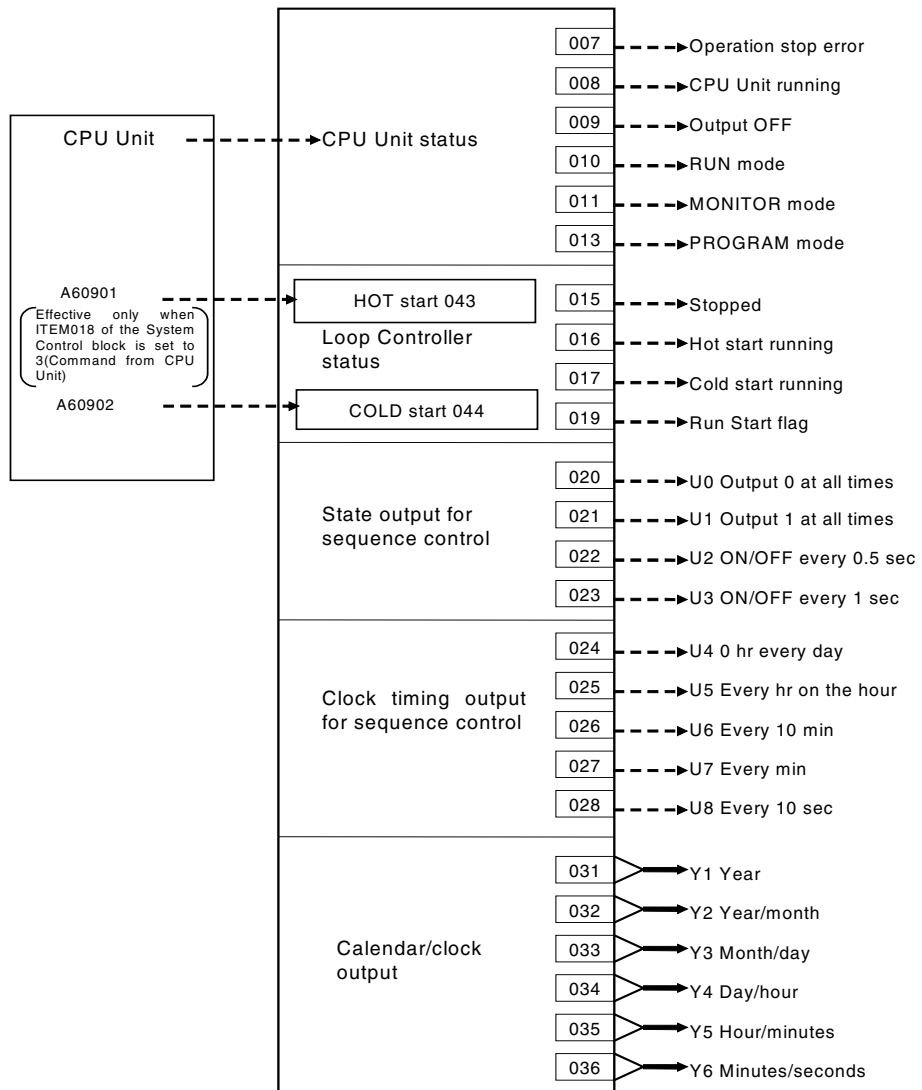 007
Operation stop error
008
CPU Unit running
CPU Unit
CPU Unit status
009
Output OFF
010
RUN mode
011
MONITOR mode
013
PROGRAM mode
A60901
Effective only when
ITEM018 of the System
Control block is set to
3(Command from CPU
Unit)
A60902
HOT start 043
Loop Controller
status
COLD start 044
015
Stopped
016
Hot start running
017
Cold start running
019
Run Start flag
State output for
sequence control
020
U0 Output 0 at all times
021
U1 Output 1 at all times
022
U2 ON/OFF every 0.5 sec
023
U3 ON/OFF every 1 sec
Clock timing output
for sequence control
024
U4 0 hr every day
025
U5 Every hr on the hour
026
U6 Every 10 min
027
U7 Every min
028
U8 Every 10 sec
Calendar/clock
output
031
Y1 Year
032
Y2 Year/month
033
Y3 Month/day
034
Y4 Day/hour
035
Y5 Hour/minutes
036
Y6 Minutes/seconds